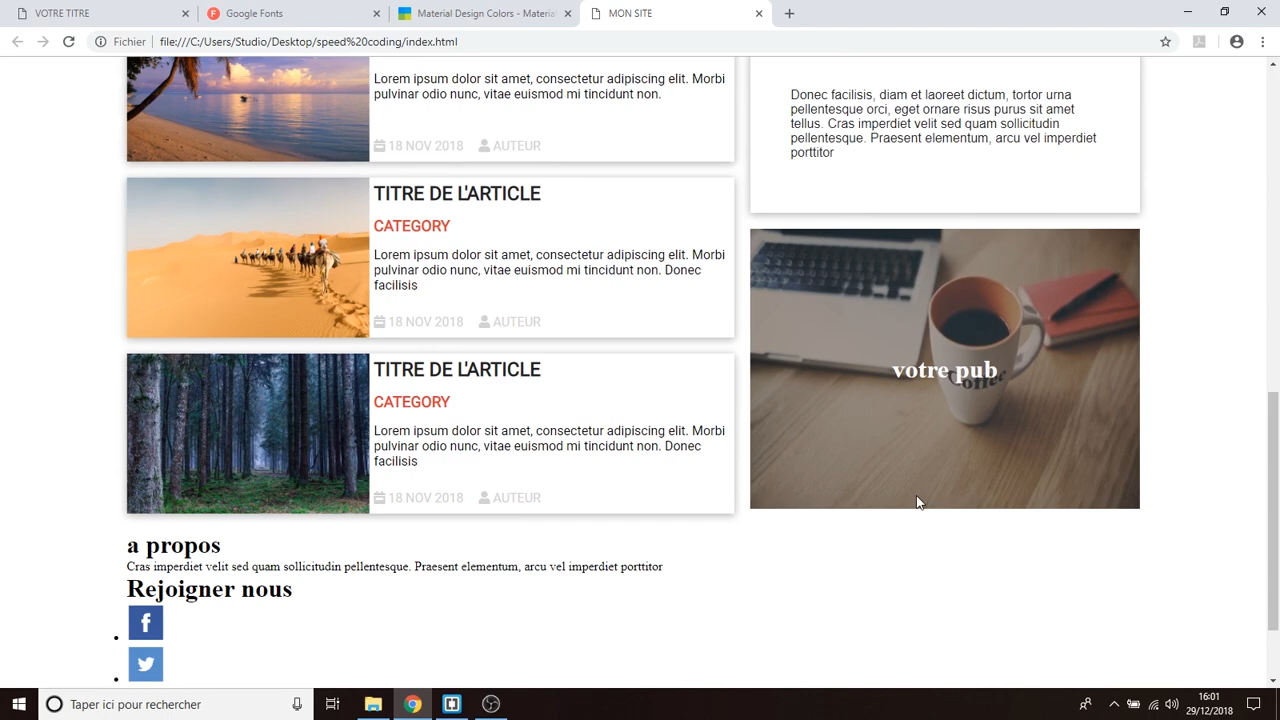 VOTRE TITRE
Google Fonts
Material Design Colors - Materia
MON SITE
Fichier
file:///C:/Users/Studio/Desktop/speed%20coding/index.html
Lorem ipsum dolor sit amet, consectetur adipiscing elit. Morbi
pulvinar odio nunc, vitae euismod mi tincidunt non.
18 NOV 2018 AUTEUR
TITRE DE L'ARTICLE
CATEGORY
Lorem ipsum dolor sit amet, consectetur adipiscing elit. Morbi
pulvinar odio nunc, vitae euismod mi tincidunt non. Donec
facilisis
18 NOV 2018 AUTEUR
TITRE DE L'ARTICLE
CATEGORY
Lorem ipsum dolor sit amet, consectetur adipiscing elit. Morbi
pulvinar odio nunc, vitae euismod mi tincidunt non. Donec
facilisis
18 NOV 2018 AUTEUR
Donec facilisis, diam et laoreet dictum, tortor urna
pellentesque orci, eget ornare risus purus sit amet
tellus. Cras imperdiet velit sed quam sollicitudin
pellentesque. Praesent elementum, arcu vel imperdiet
porttitor
votre pub
Coffee
a propos
Cras imperdiet velit sed quam sollicitudin pellentesque. Praesent elementum, arcu vel imperdiet porttitor
Rejoigner nous
Taper ici pour rechercher
16:01
29/12/2018